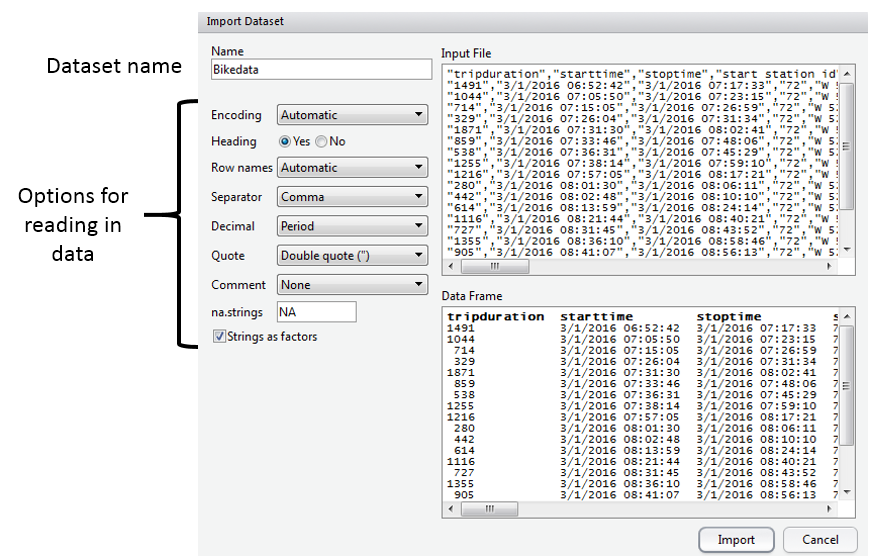 Import Dataset
Dataset name
Name
Bikedata
Options for
reading in
data
Encoding Automatic
Heading Yes No
Row names Automatic
Separator Comma
Decimal Period
Quote Double quote (")
Comment None
na.strings NA
Strings as factors
Input File
"tripduration","starttime","stoptime","start station id"
"1491","3/1/2016 06:52:42","3/1/2016 07:17:33","72","W 5
"1044","3/1/2016 07:05:50","3/1/2016 07:23:15","72","W 5
"714","3/1/2016 07:15:05","3/1/2016 07:26:59","72","W 52
"329","3/1/2016 07:26:04","3/1/2016 07:31:34","72","W 52
"1871","3/1/2016 07:31:30","3/1/2016 08:02:41","72","W 5
"859","3/1/2016 07:33:46","3/1/2016 07:48:06","72","W 52
"538","3/1/2016 07:36:31","3/1/2016 07:45:29","72","W 52
"1255","3/1/2016 07:38:14","3/1/2016 07:59:10","72","W 5
"1216","3/1/2016 07:57:05","3/1/2016 08:17:21","72","W 5
"280","3/1/2016 08:01:30","3/1/2016 08:06:11","72","W 52
"442","3/1/2016 08:02:48","3/1/2016 08:10:10","72","W 52
"614","3/1/2016 08:13:59","3/1/2016 08:24:14","72","W 52
"1116","3/1/2016 08:21:44","3/1/2016 08:40:21","72","W 5
"727","3/1/2016 08:31:45","3/1/2016 08:43:52","72","W 52
"1355","3/1/2016 08:36:10","3/1/2016 08:58:46","72","W 5
"905","3/1/2016 08:41:07","3/1/2016 08:56:13","72","W 52
Data Frame
tripduration starttime stoptime s
1491 3/1/2016 06:52:42 3/1/2016 07:17:33 7
1044 3/1/2016 07:05:50 3/1/2016 07:23:15 7
714 3/1/2016 07:15:05 3/1/2016 07:26:59 7
329 3/1/2016 07:26:04 3/1/2016 07:31:34 7
1871 3/1/2016 07:31:30 3/1/2016 08:02:41 7
859 3/1/2016 07:33:46 3/1/2016 07:48:06 7
538 3/1/2016 07:36:31 3/1/2016 07:45:29 7
1255 3/1/2016 07:38:14 3/1/2016 07:59:10 7
1216 3/1/2016 07:57:05 3/1/2016 08:17:21 7
280 3/1/2016 08:01:30 3/1/2016 08:06:11 7
442 3/1/2016 08:02:48 3/1/2016 08:10:10 7
614 3/1/2016 08:13:59 3/1/2016 08:24:14 7
1116 3/1/2016 08:21:44 3/1/2016 08:40:21 7
727 3/1/2016 08:31:45 3/1/2016 08:43:52 7
1355 3/1/2016 08:36:10 3/1/2016 08:58:46 7
905 3/1/2016 08:41:07 3/1/2016 08:56:13 7
Import Cancel